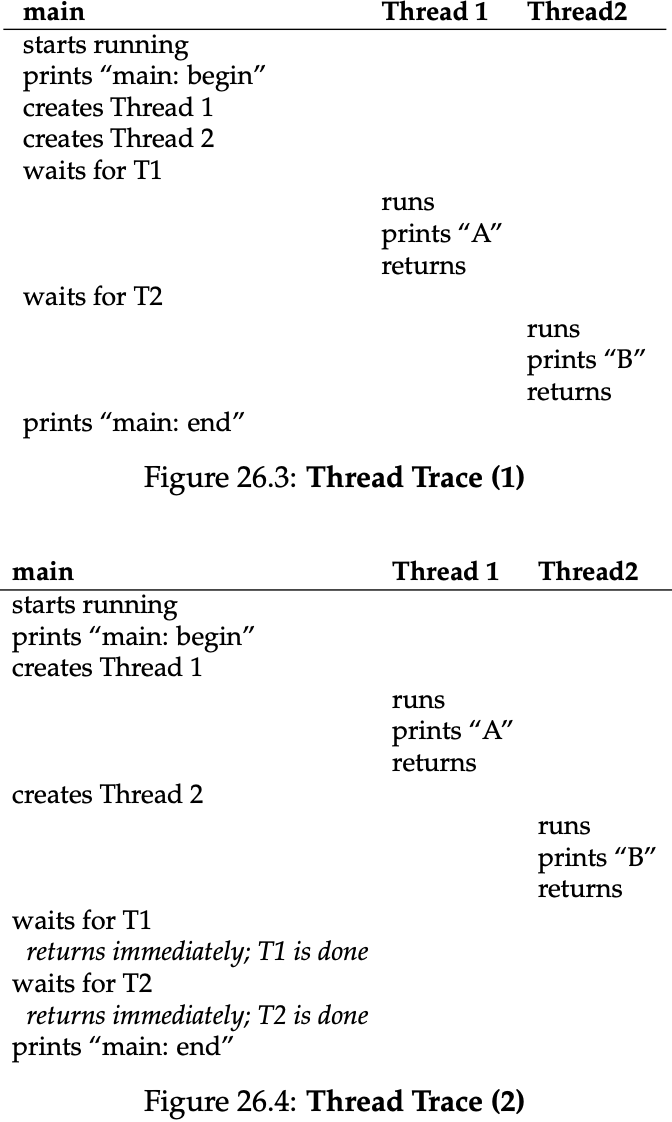 main Thread 1 Thread2
starts running
prints “main: begin”
creates Thread 1
creates Thread 2
waits for T1
runs
prints “A”
returns
waits for T2
runs
prints “B”
returns
prints “main: end”
Figure 26.3: Thread Trace (1)
main Thread 1 Thread2
starts running
prints “main: begin”
creates Thread 1
runs
prints “A”
returns
creates Thread 2
runs
prints “B”
returns
waits for T1
returns immediately; T1 is done
waits for T2
returns immediately; T2 is done
prints “main: end”
Figure 26.4: Thread Trace (2)